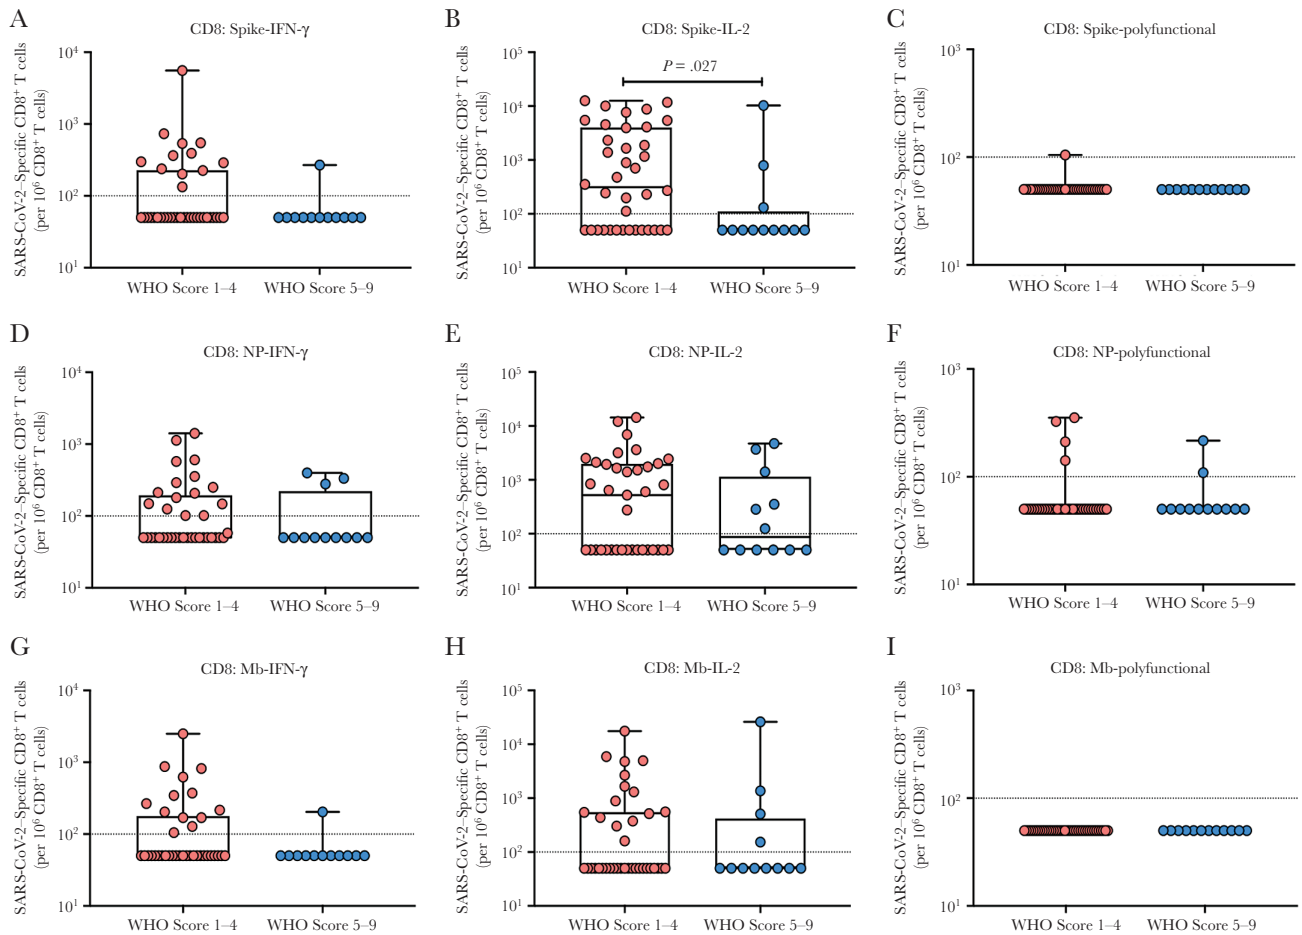 A
CD8: Spike-IFN-γ
SARS-CoV-2–Specific CD8⁺ T cells
(per 10⁶ CD8⁺ T cells)
10⁴
10³
10²
10¹
WHO Score 1–4 WHO Score 5–9
B
CD8: Spike-IL-2
SARS-CoV-2–Specific CD8⁺ T cells
(per 10⁶ CD8⁺ T cells)
10⁵
10⁴
10³
10²
10¹
P = .027
WHO Score 1–4 WHO Score 5–9
C
CD8: Spike-polyfunctional
SARS-CoV-2–Specific CD8⁺ T cells
(per 10⁶ CD8⁺ T cells)
10³
10²
10¹
WHO Score 1–4 WHO Score 5–9
D
CD8: NP-IFN-γ
SARS-CoV-2–Specific CD8⁺ T cells
(per 10⁶ CD8⁺ T cells)
10⁴
10³
10²
10¹
WHO Score 1–4 WHO Score 5–9
E
CD8: NP-IL-2
SARS-CoV-2–Specific CD8⁺ T cells
(per 10⁶ CD8⁺ T cells)
10⁵
10⁴
10³
10²
10¹
WHO Score 1–4 WHO Score 5–9
F
CD8: NP-polyfunctional
SARS-CoV-2–Specific CD8⁺ T cells
(per 10⁶ CD8⁺ T cells)
10³
10²
10¹
WHO Score 1–4 WHO Score 5–9
G
CD8: Mb-IFN-γ
SARS-CoV-2–Specific CD8⁺ T cells
(per 10⁶ CD8⁺ T cells)
10⁴
10³
10²
10¹
WHO Score 1–4 WHO Score 5–9
H
CD8: Mb-IL-2
SARS-CoV-2–Specific CD8⁺ T cells
(per 10⁶ CD8⁺ T cells)
10⁵
10⁴
10³
10²
10¹
WHO Score 1–4 WHO Score 5–9
I
CD8: Mb-polyfunctional
SARS-CoV-2–Specific CD8⁺ T cells
(per 10⁶ CD8⁺ T cells)
10³
10²
10¹
WHO Score 1–4 WHO Score 5–9